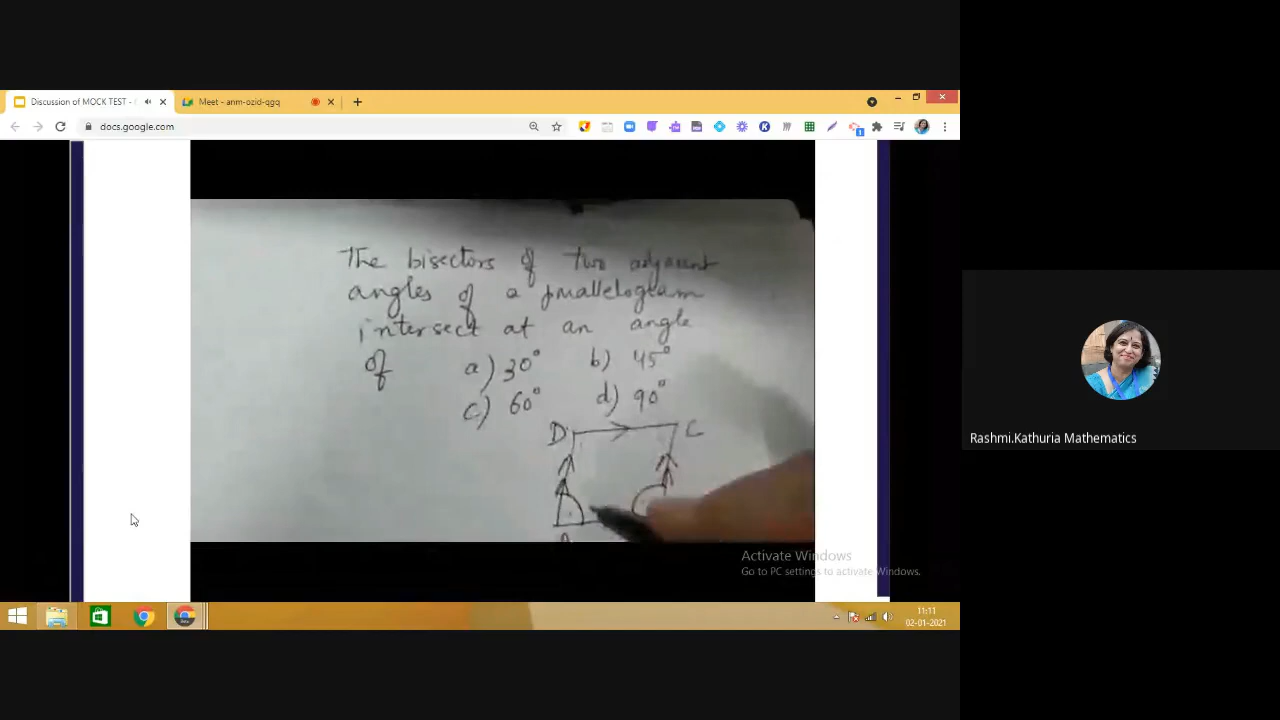 Discussion of MOCK TEST -
Meet - anm-ozid-qgq
docs.google.com
The bisectors of two adjacent
angles of a parallelogram
intersect at an angle
of a) 30° b) 45°
c) 60° d) 90°
D C
A
Activate Windows
Go to PC settings to activate Windows.
11:11
02-01-2021
Rashmi.Kathuria Mathematics